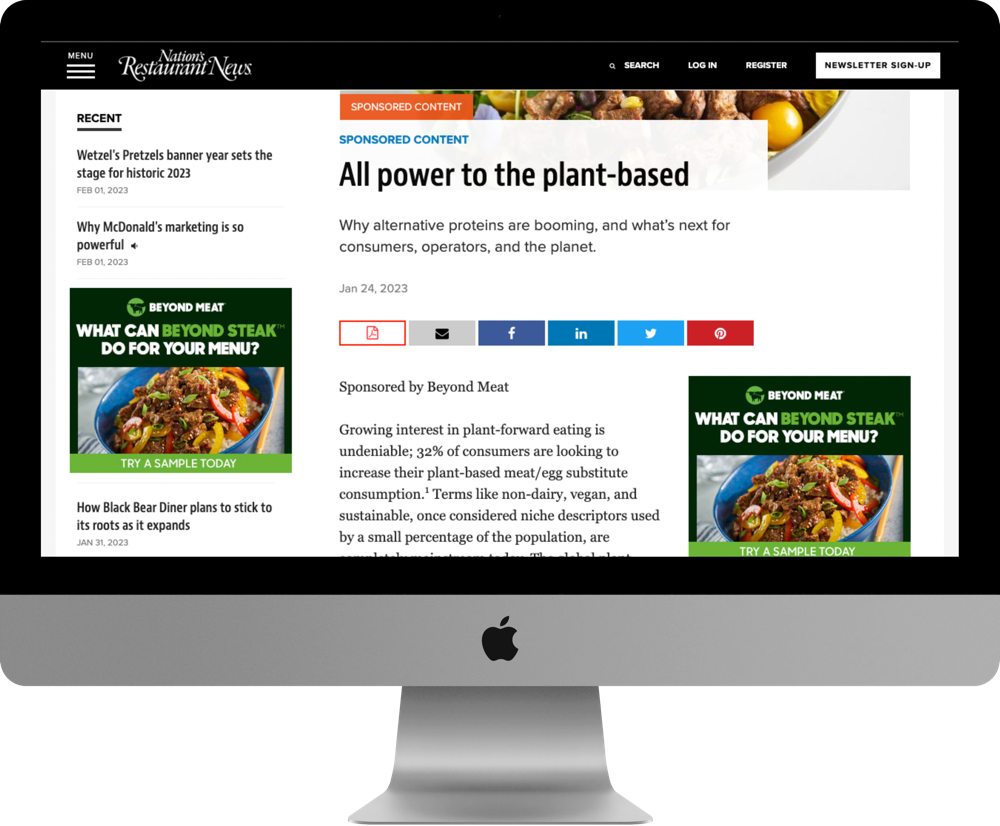 MENU
Nation's
Restaurant News
SEARCH
LOG IN
REGISTER
NEWSLETTER SIGN-UP
RECENT
Wetzel's Pretzels banner year sets the
stage for historic 2023
FEB 01, 2023
Why McDonald's marketing is so
powerful
FEB 01, 2023
BEYOND MEAT
WHAT CAN BEYOND STEAK™
DO FOR YOUR MENU?
TRY A SAMPLE TODAY
How Black Bear Diner plans to stick to
its roots as it expands
JAN 31, 2023
SPONSORED CONTENT
SPONSORED CONTENT
All power to the plant-based
Why alternative proteins are booming, and what's next for
consumers, operators, and the planet.
Jan 24, 2023
f
in
Sponsored by Beyond Meat
Growing interest in plant-forward eating is
undeniable; 32% of consumers are looking to
increase their plant-based meat/egg substitute
consumption.¹ Terms like non-dairy, vegan, and
sustainable, once considered niche descriptors used
by a small percentage of the population, are
completely mainstream today. The global plant
BEYOND MEAT
WHAT CAN BEYOND STEAK™
DO FOR YOUR MENU?
TRY A SAMPLE TODAY